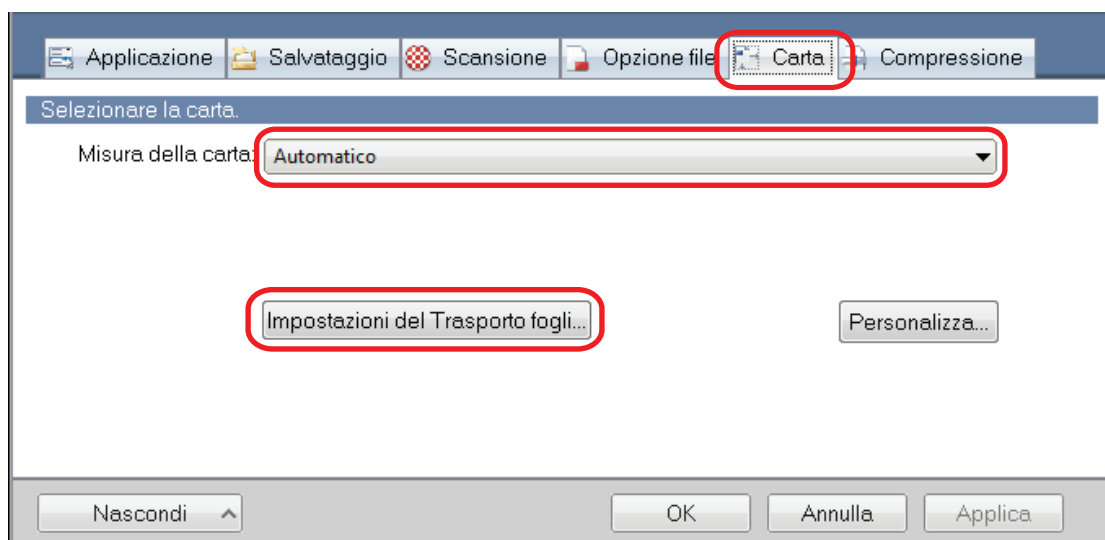 Applicazione Salvataggio Scansione Opzione file Carta Compressione
Selezionare la carta.
Misura della carta: Automatico
Impostazioni del Trasporto fogli... Personalizza...
Nascondi OK Annulla Applica